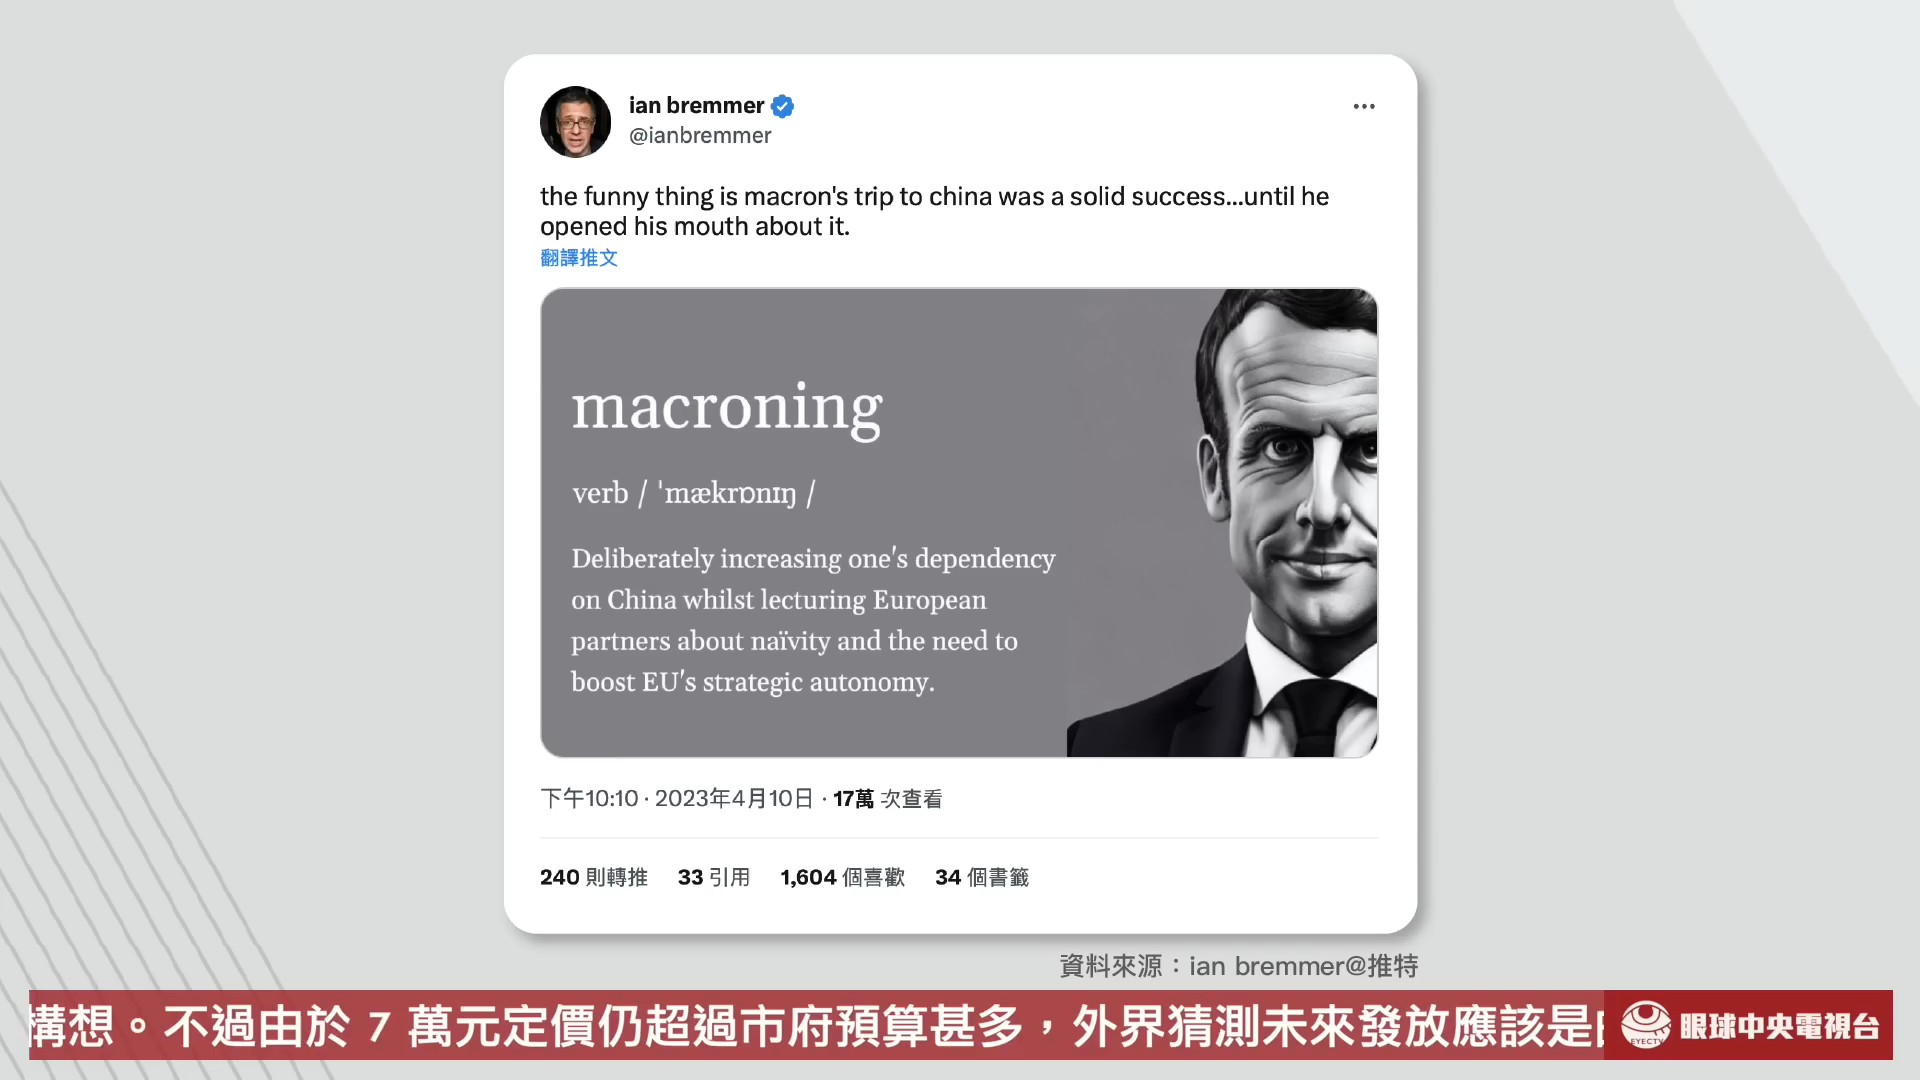 ian bremmer
@ianbremmer
the funny thing is macron's trip to china was a solid success...until he
opened his mouth about it.
翻譯推文
macroning
verb / ˈmækrɒnɪŋ /
Deliberately increasing one's dependency
on China whilst lecturing European
partners about naïvity and the need to
boost EU's strategic autonomy.
下午10:10 · 2023年4月10日 · 17萬 次查看
240 則轉推 33 引用 1,604 個喜歡 34 個書籤
資料來源：ian bremmer@推特
構想。不過由於 7 萬元定價仍超過市府預算甚多，外界猜測未來發放應該是
EYECTV
眼球中央電視台